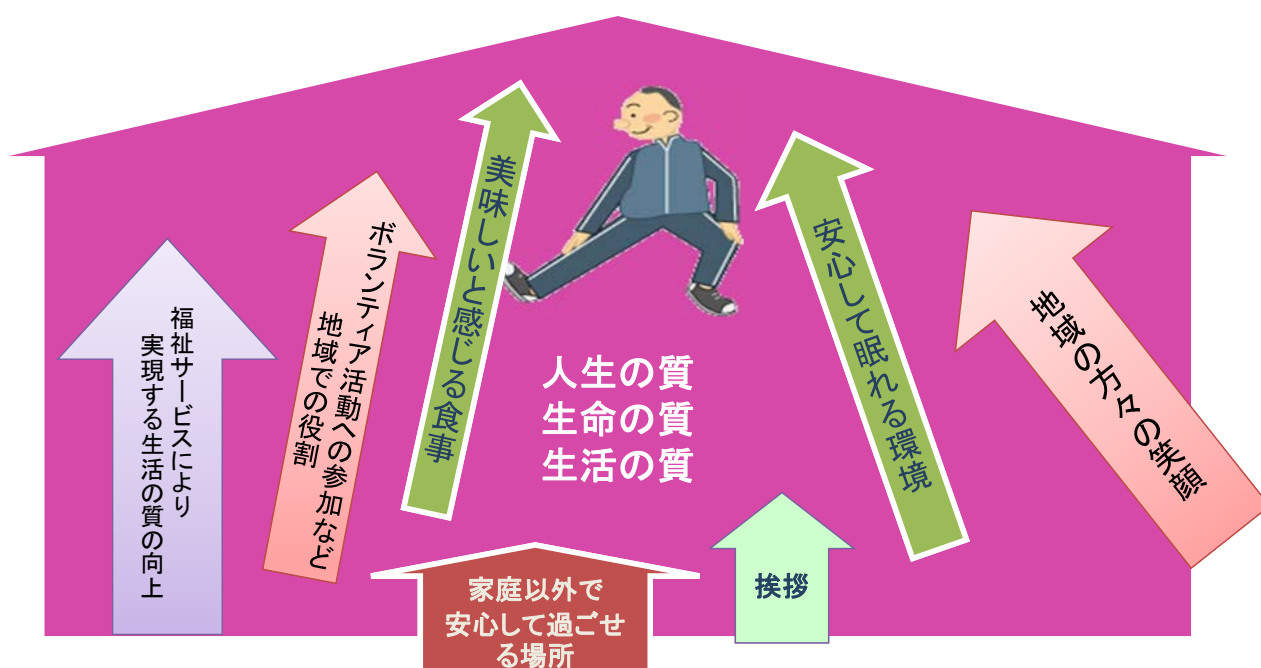 福祉サービスにより
実現する生活の質の向上
ボランティア活動への参加など
地域での役割
美味しいと感じる食事
人生の質
生命の質
生活の質
安心して眠れる環境
地域の方々の笑顔
家庭以外で
安心して過ごせ
る場所
挨拶